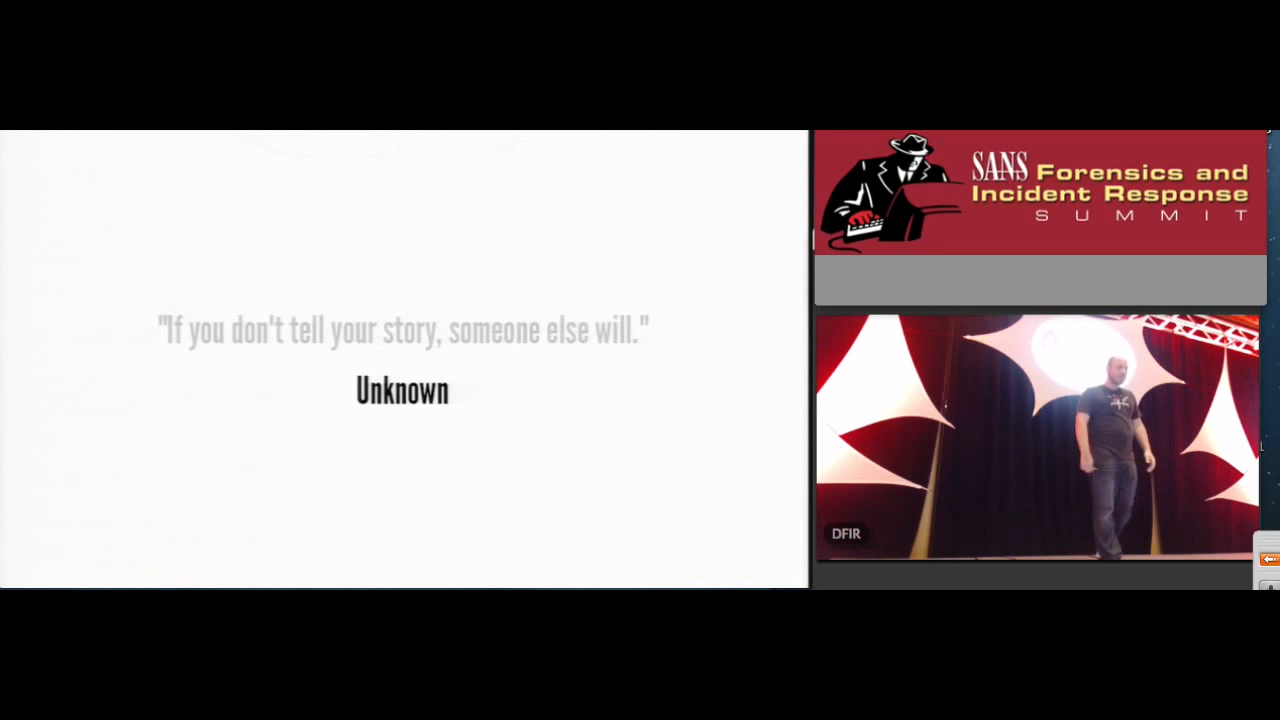 "If you don't tell your story, someone else will."
Unknown
SANS Forensics and
Incident Response
SUMMIT
DFIR